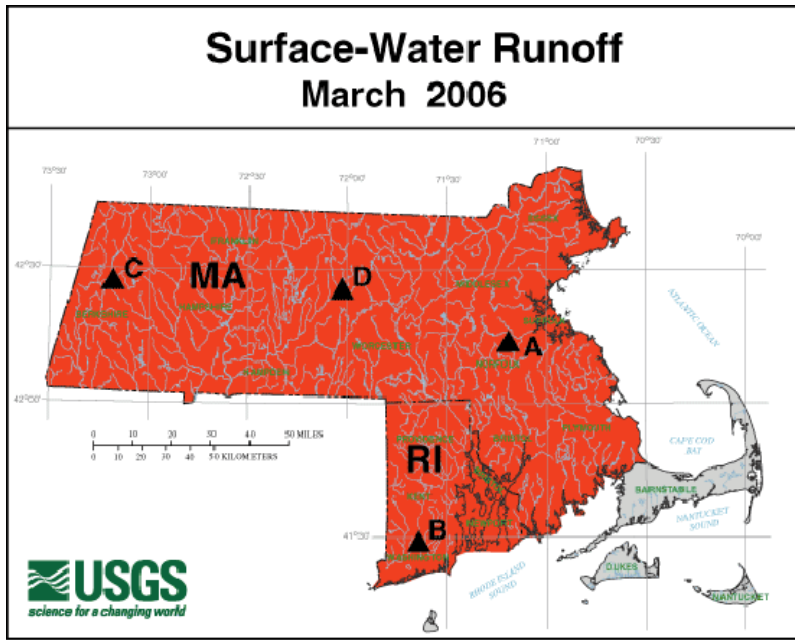 Surface-Water Runoff
March 2006
73°30'
73°00'
72°30'
72°00'
71°30'
71°00'
70°30'
70°00'
42°30'
C
MA
D
A
ATLANTIC OCEAN
42°00'
0 10 20 30 40 50 MILES
0 10 20 30 40 50 KILOMETERS
CAPE COD
BAY
RI
BARNSTABLE
NANTUCKET
SOUND
B
41°30'
RHODE ISLAND
SOUND
DUKES
NANTUCKET
USGS
science for a changing world